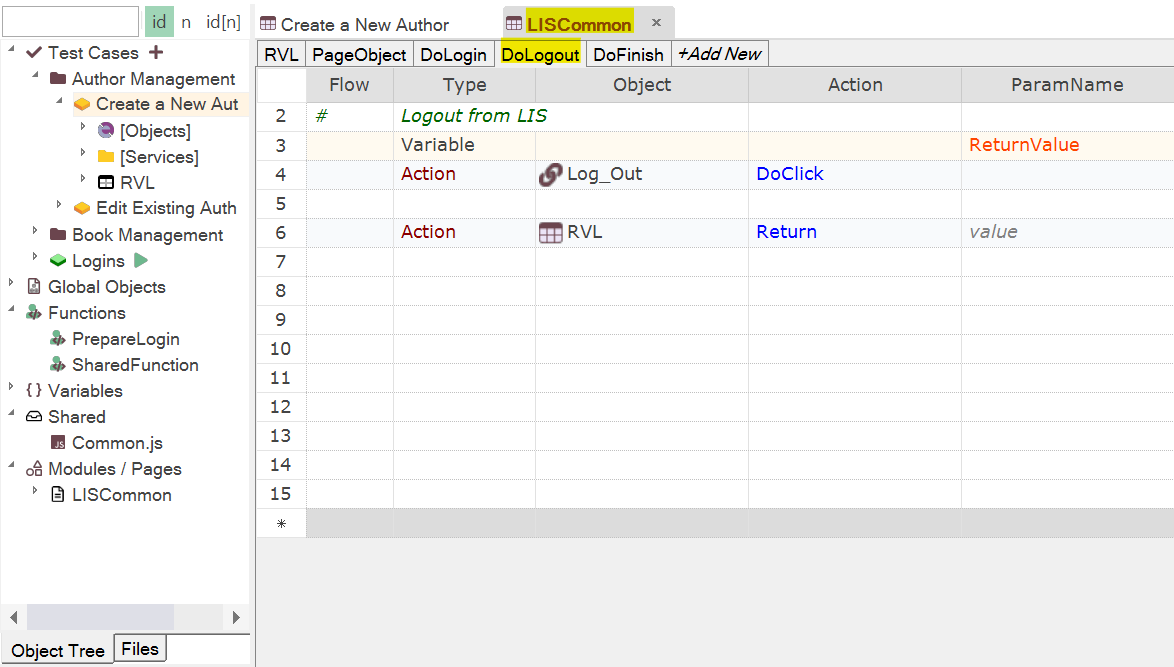 id n id[n]
Test Cases +
Author Management
Create a New Aut
[Objects]
[Services]
RVL
Edit Existing Auth
Book Management
Logins
Global Objects
Functions
PrepareLogin
SharedFunction
{ } Variables
Shared
JS Common.js
Modules / Pages
LISCommon
Object Tree Files
Create a New Author LISCommon ×
RVL PageObject DoLogin DoLogout DoFinish +Add New
Flow Type Object Action ParamName
2 # Logout from LIS
3 Variable ReturnValue
4 Action Log_Out DoClick
5
6 Action RVL Return value
7
8
9
10
11
12
13
14
15
*